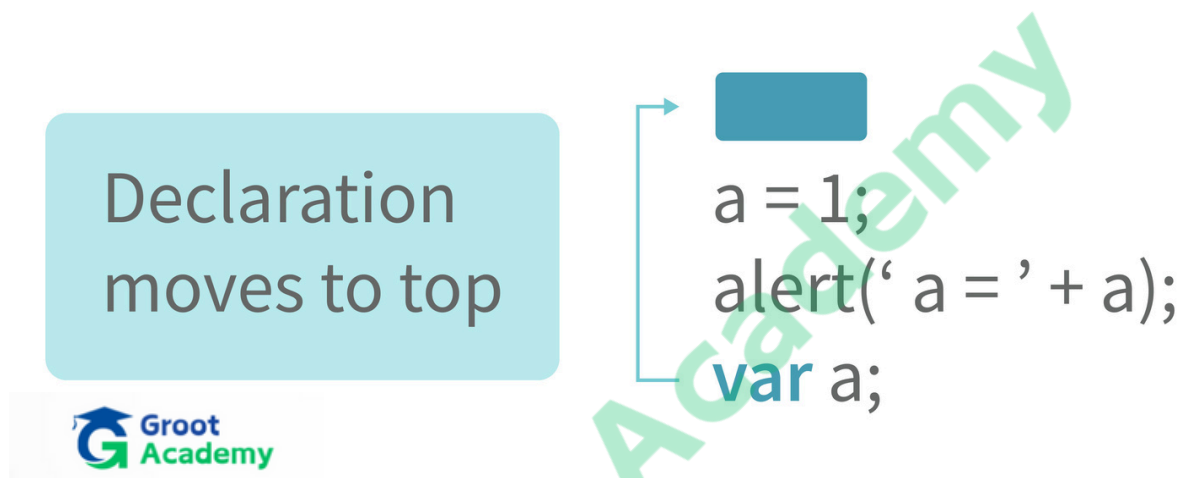 Declaration
moves to top
a = 1;
alert(‘ a = ’ + a);
var a;
Groot
Academy
Academy